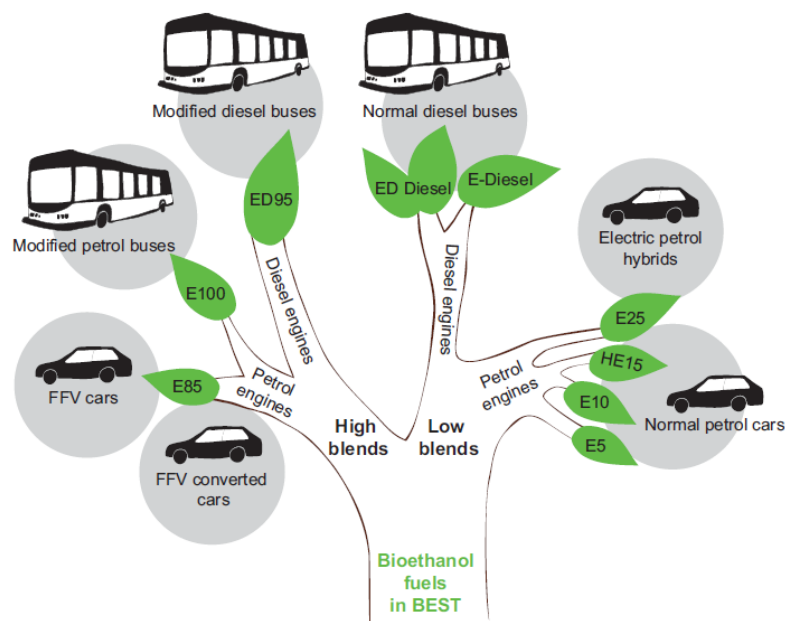 Modified diesel buses
Normal diesel buses
ED95
ED Diesel
E-Diesel
Modified petrol buses
Electric petrol
hybrids
Diesel engines
Diesel engines
E100
E25
HE15
FFV cars
E85
Petrol
engines
Petrol
engines
E10
Normal petrol cars
High
blends
Low
blends
E5
FFV converted
cars
Bioethanol
fuels
in BEST